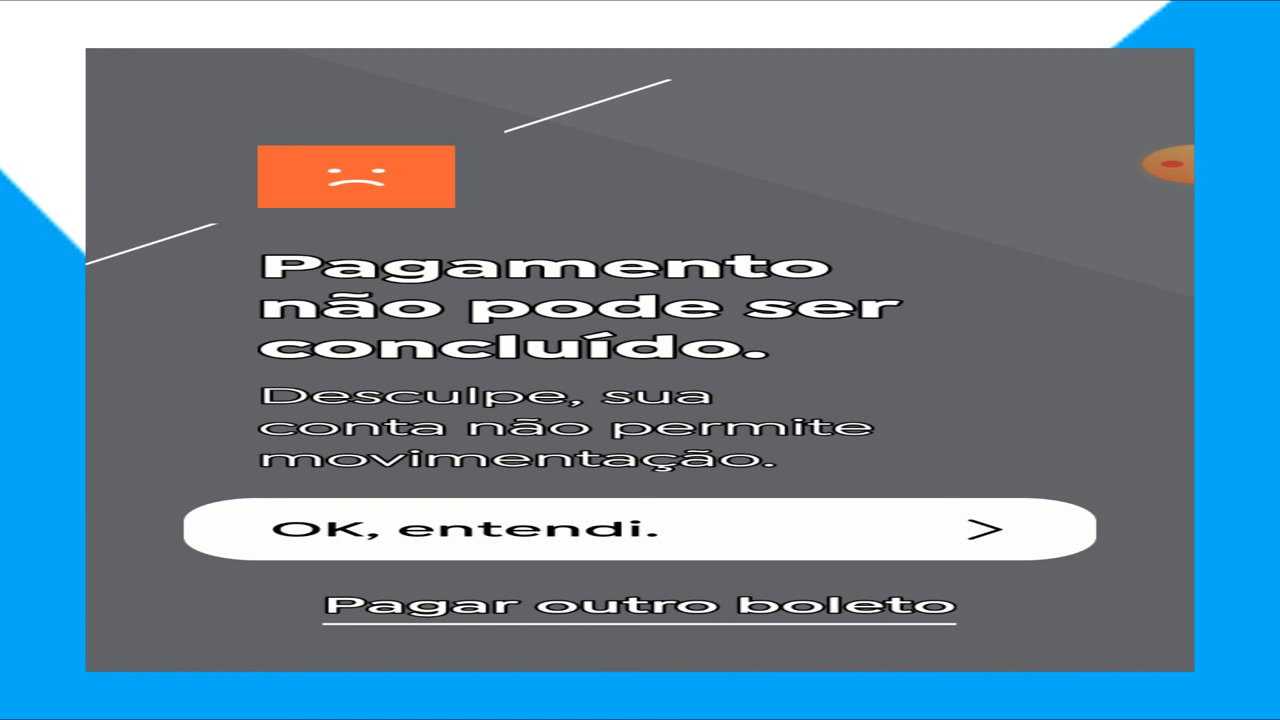 Pagamento
não pode ser
concluído.
Desculpe, sua
conta não permite
movimentação.
OK, entendi.
Pagar outro boleto